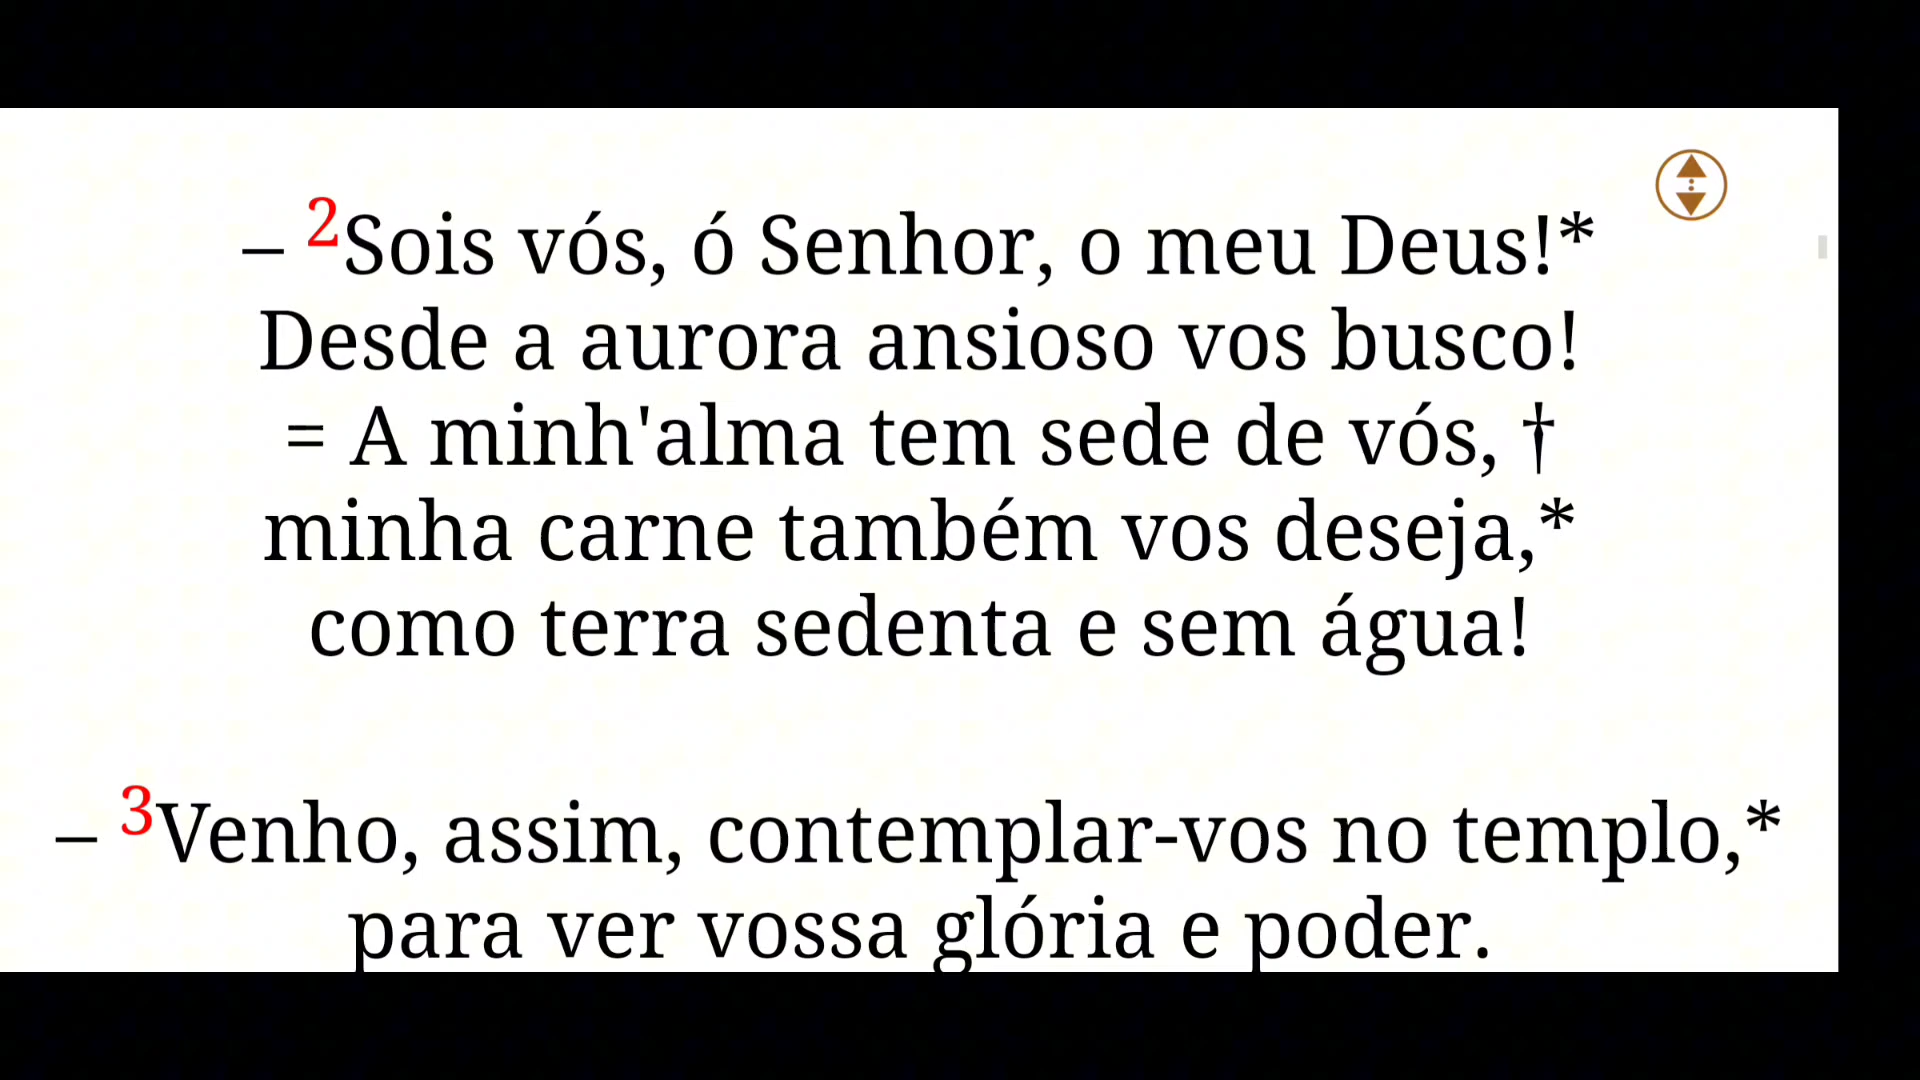 – 2Sois vós, ó Senhor, o meu Deus!*
Desde a aurora ansioso vos busco!
= A minh'alma tem sede de vós, †
minha carne também vos deseja,*
como terra sedenta e sem água!
– 3Venho, assim, contemplar-vos no templo,*
para ver vossa glória e poder.